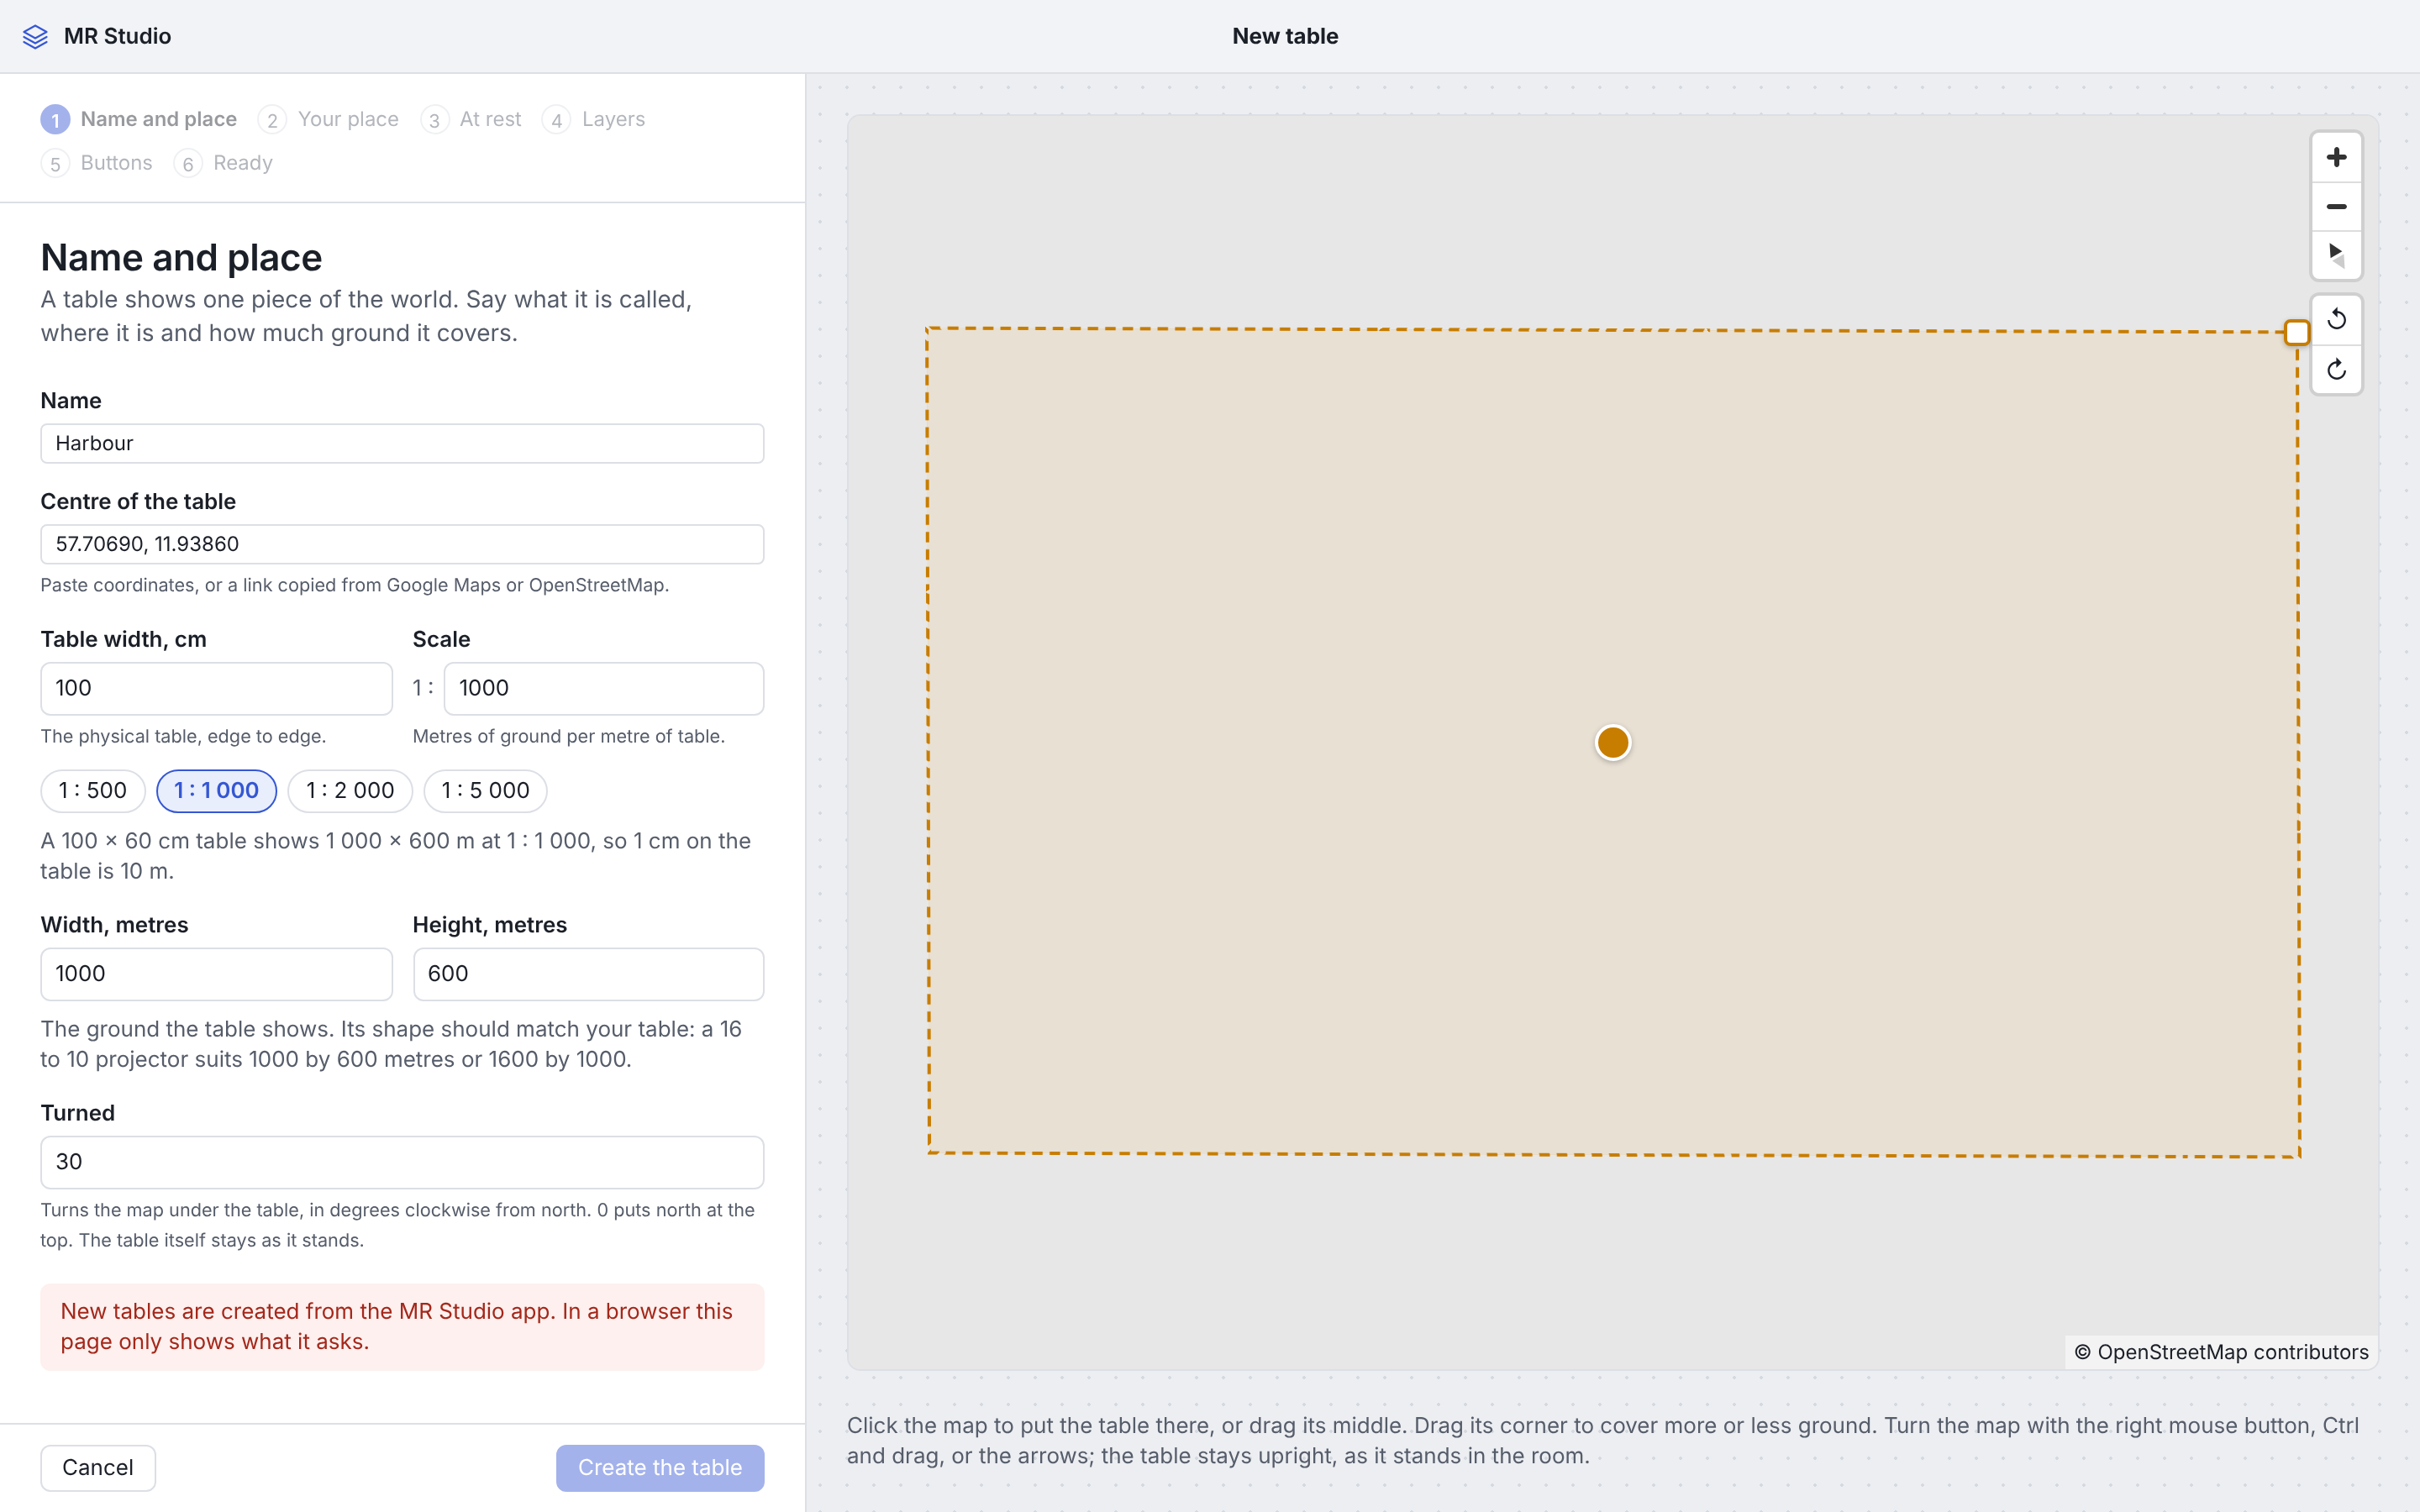 MR Studio
New table
1 Name and place 2 Your place 3 At rest 4 Layers
5 Buttons 6 Ready
Name and place
A table shows one piece of the world. Say what it is called,
where it is and how much ground it covers.
Name
Harbour
Centre of the table
57.70690, 11.93860
Paste coordinates, or a link copied from Google Maps or OpenStreetMap.
Table width, cm
Scale
100
1 : 1000
The physical table, edge to edge.
Metres of ground per metre of table.
1 : 500 1 : 1 000 1 : 2 000 1 : 5 000
A 100 × 60 cm table shows 1 000 × 600 m at 1 : 1 000, so 1 cm on the
table is 10 m.
Width, metres
Height, metres
1000
600
The ground the table shows. Its shape should match your table: a 16
to 10 projector suits 1000 by 600 metres or 1600 by 1000.
Turned
30
Turns the map under the table, in degrees clockwise from north. 0 puts north at the
top. The table itself stays as it stands.
New tables are created from the MR Studio app. In a browser this
page only shows what it asks.
Cancel
Create the table
© OpenStreetMap contributors
Click the map to put the table there, or drag its middle. Drag its corner to cover more or less ground. Turn the map with the right mouse button, Ctrl
and drag, or the arrows; the table stays upright, as it stands in the room.